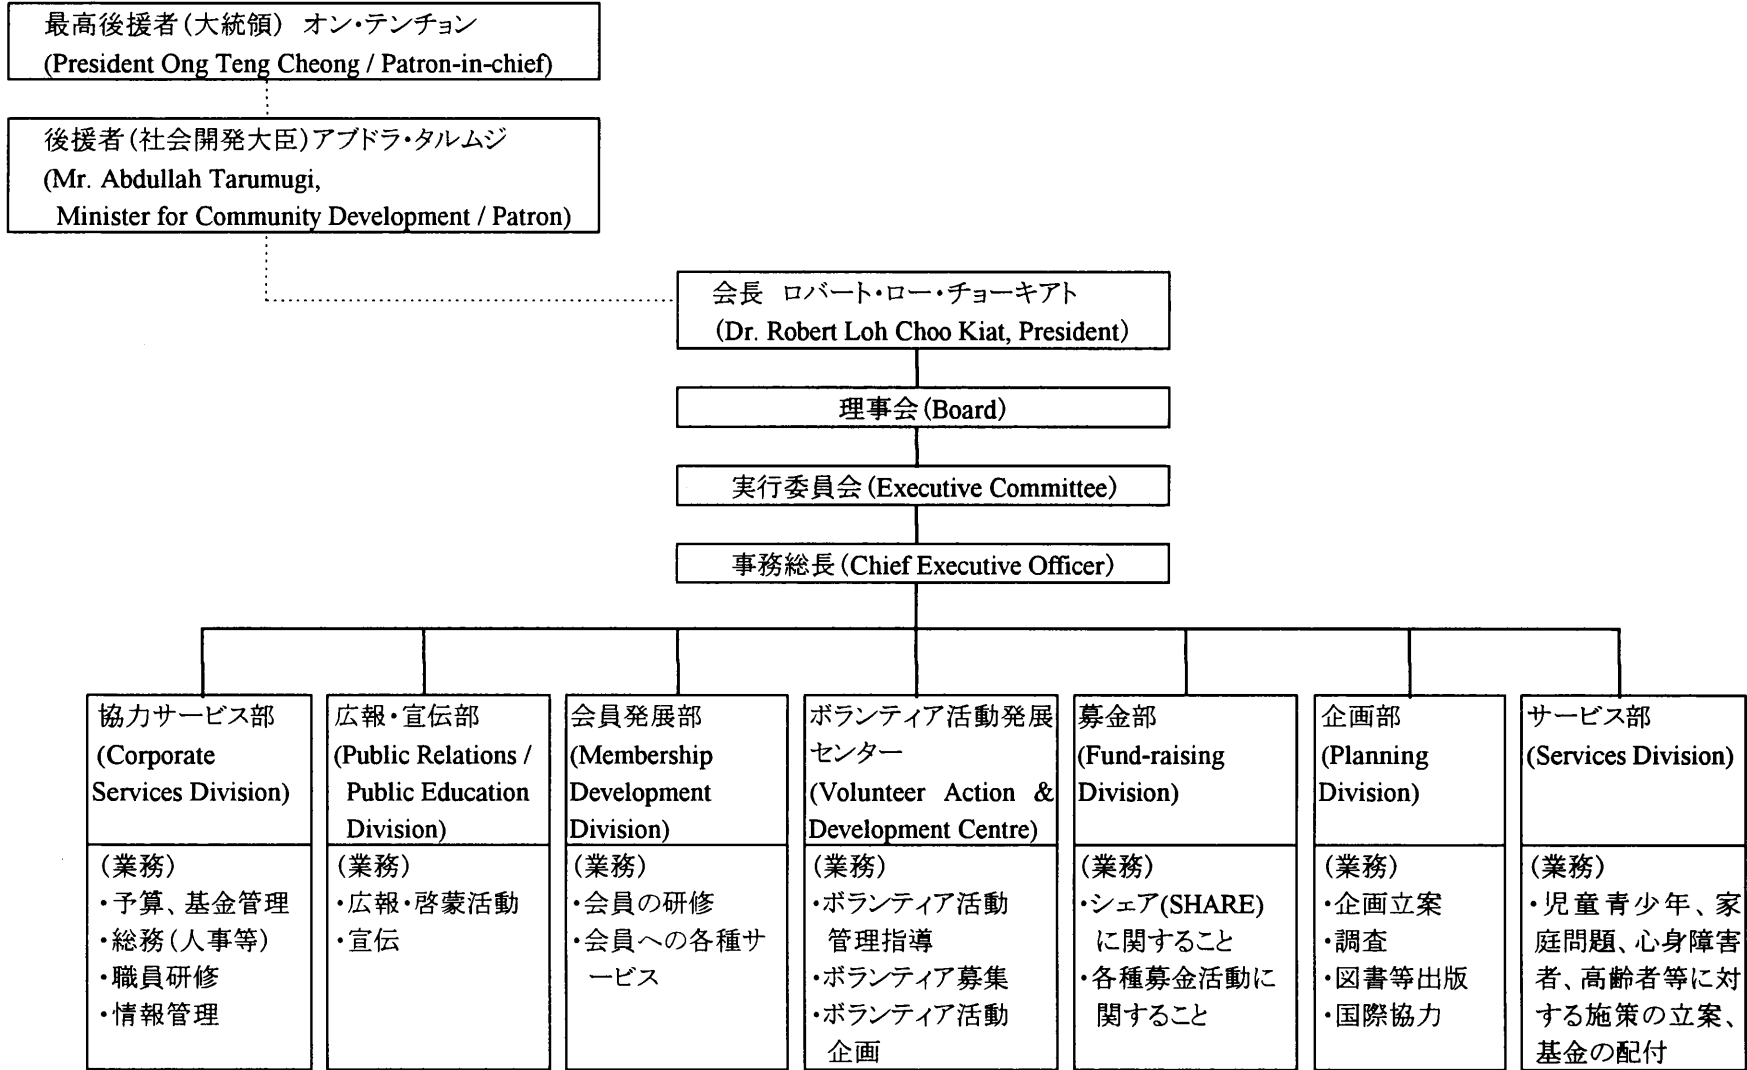 最高後援者(大統領) オン・テンチョン
(President Ong Teng Cheong / Patron-in-chief)
後援者(社会開発大臣)アブドラ・タルムジ
(Mr. Abdullah Tarumugi,
Minister for Community Development / Patron)
会長 ロバート・ロー・チョーキアト
(Dr. Robert Loh Choo Kiat, President)
理事会(Board)
実行委員会(Executive Committee)
事務総長(Chief Executive Officer)
協力サービス部
(Corporate
Services Division)
(業務)
・予算、基金管理
・総務(人事等)
・職員研修
・情報管理
広報・宣伝部
(Public Relations /
Public Education
Division)
(業務)
・広報・啓蒙活動
・宣伝
会員発展部
(Membership
Development
Division)
(業務)
・会員の研修
・会員への各種サ
ービス
ボランティア活動発展
センター
(Volunteer Action &
Development Centre)
(業務)
・ボランティア活動
管理指導
・ボランティア募集
・ボランティア活動
企画
募金部
(Fund-raising
Division)
(業務)
・シェア(SHARE)
に関すること
・各種募金活動に
関すること
企画部
(Planning
Division)
(業務)
・企画立案
・調査
・図書等出版
・国際協力
サービス部
(Services Division)
(業務)
・児童青少年、家
庭問題、心身障害
者、高齢者等に対
する施策の立案、
基金の配付